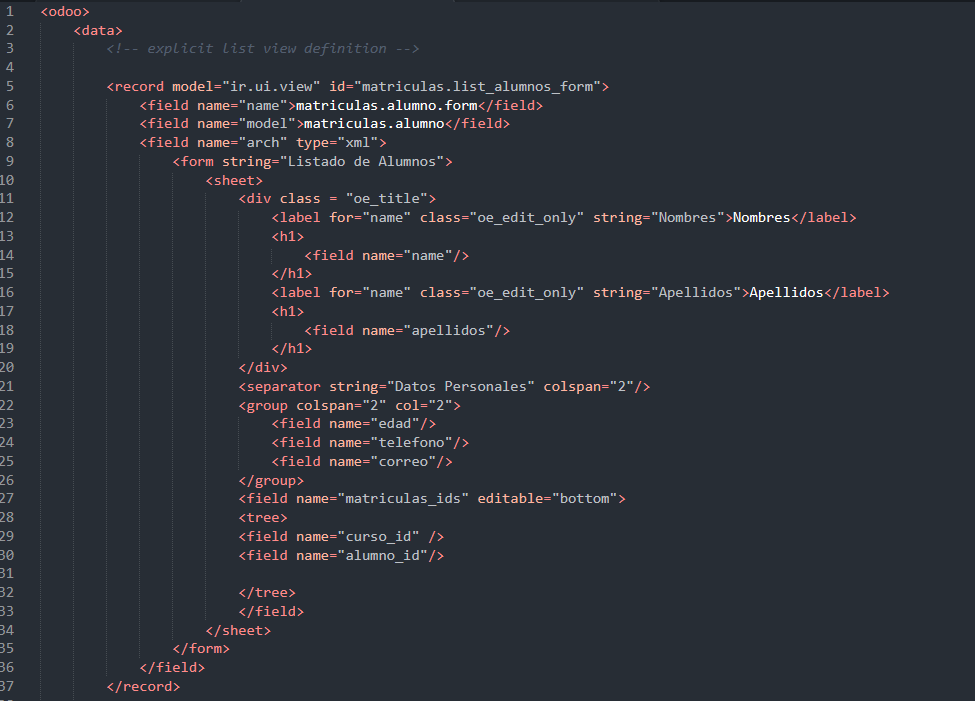 1 <odoo>
2 <data>
3 <!-- explicit list view definition -->
4
5 <record model="ir.ui.view" id="matriculas.list_alumnos_form">
6 <field name="name">matriculas.alumno.form</field>
7 <field name="model">matriculas.alumno</field>
8 <field name="arch" type="xml">
9 <form string="Listado de Alumnos">
10 <sheet>
11 <div class = "oe_title">
12 <label for="name" class="oe_edit_only" string="Nombres">Nombres</label>
13 <h1>
14 <field name="name"/>
15 </h1>
16 <label for="name" class="oe_edit_only" string="Apellidos">Apellidos</label>
17 <h1>
18 <field name="apellidos"/>
19 </h1>
20 </div>
21 <separator string="Datos Personales" colspan="2"/>
22 <group colspan="2" col="2">
23 <field name="edad"/>
24 <field name="telefono"/>
25 <field name="correo"/>
26 </group>
27 <field name="matriculas_ids" editable="bottom">
28 <tree>
29 <field name="curso_id" />
30 <field name="alumno_id"/>
31
32 </tree>
33 </field>
34 </sheet>
35 </form>
36 </field>
37 </record>